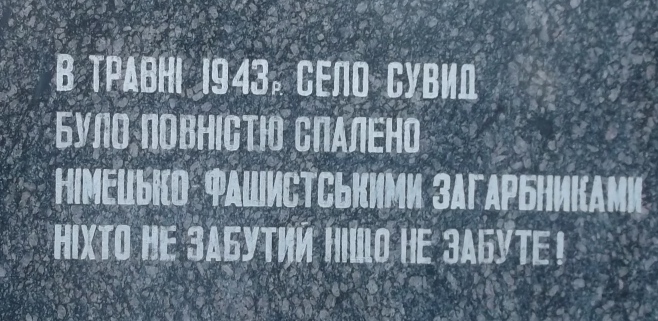 В ТРАВНІ 1943р. СЕЛО СУВИД
БУЛО ПОВНІСТЮ СПАЛЕНО
НІМЕЦЬКО ФАШИСТСЬКИМИ ЗАГАРБНИКАМИ
НІХТО НЕ ЗАБУТИЙ НІЩО НЕ ЗАБУТЕ!